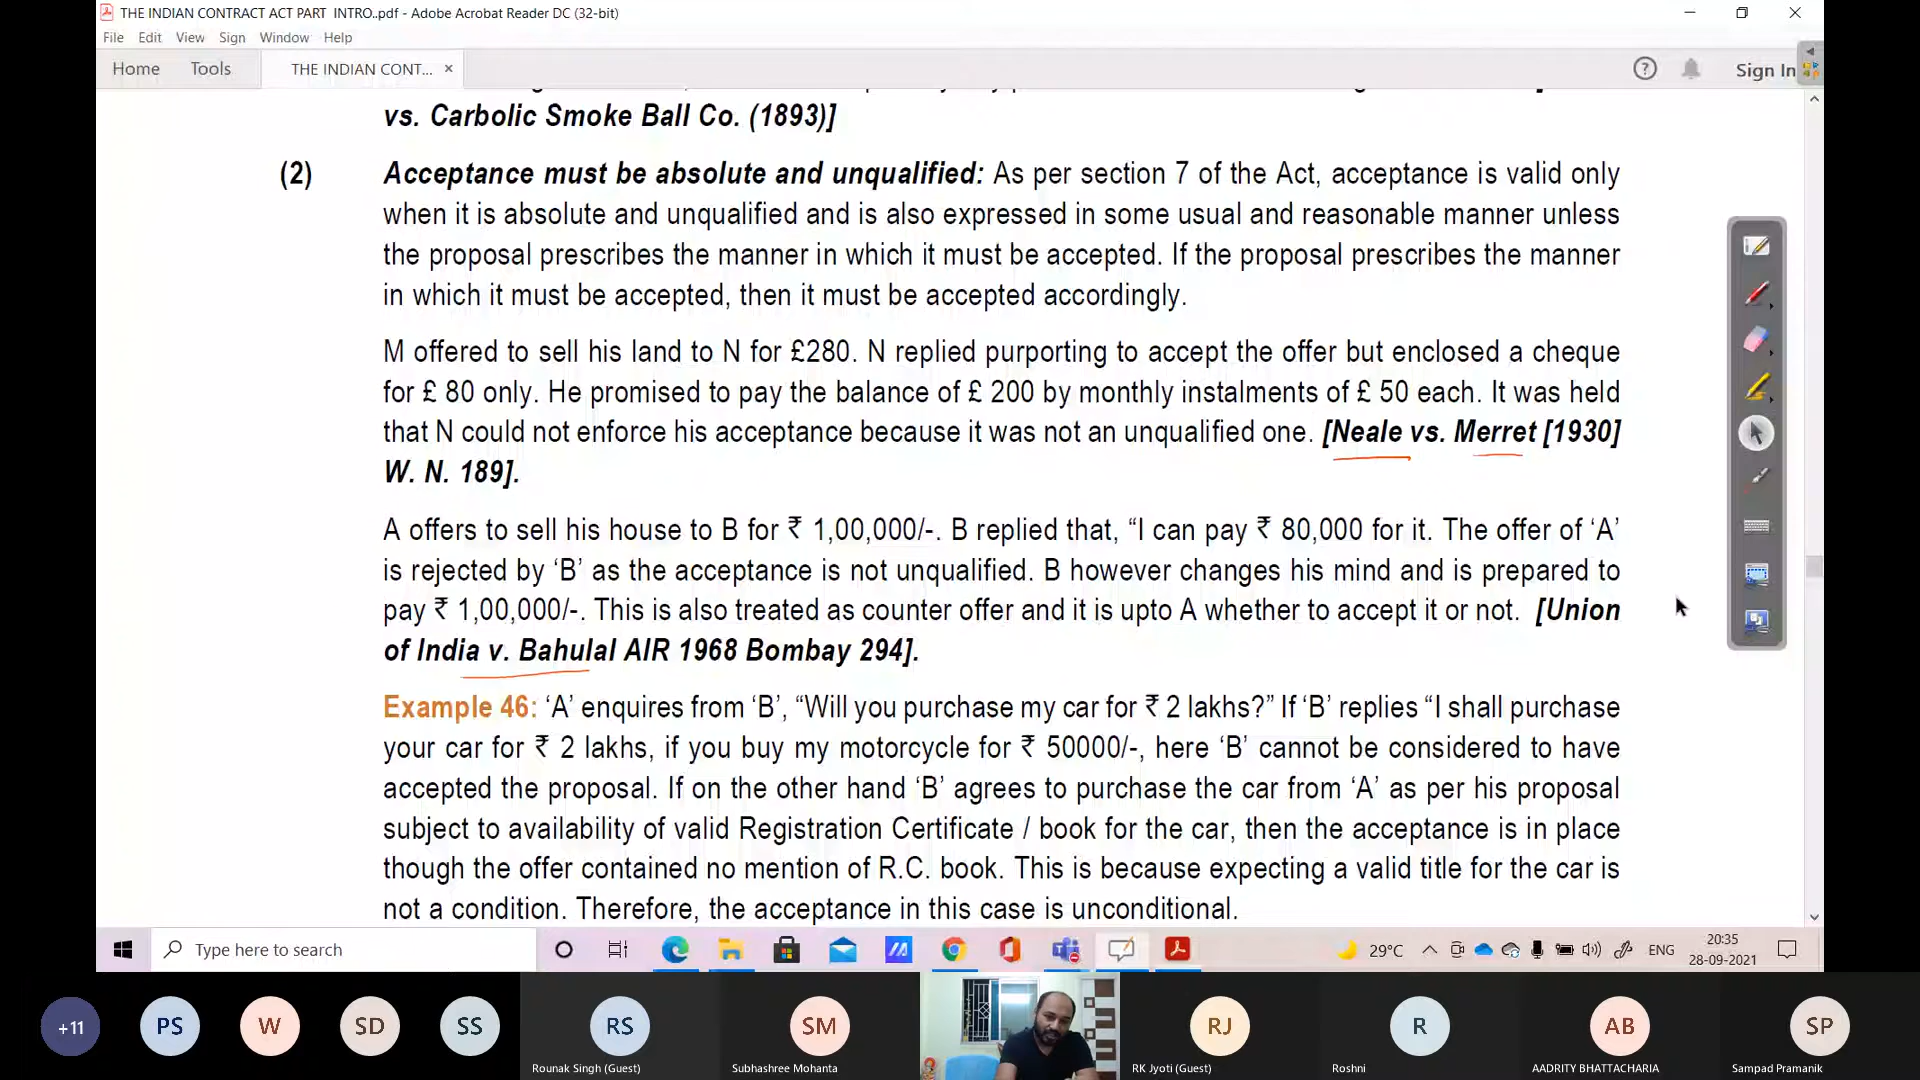 THE INDIAN CONTRACT ACT PART INTRO..pdf - Adobe Acrobat Reader DC (32-bit)
File Edit View Sign Window Help
Home Tools THE INDIAN CONT... × Sign In
vs. Carbolic Smoke Ball Co. (1893)]
(2) Acceptance must be absolute and unqualified: As per section 7 of the Act, acceptance is valid only
when it is absolute and unqualified and is also expressed in some usual and reasonable manner unless
the proposal prescribes the manner in which it must be accepted. If the proposal prescribes the manner
in which it must be accepted, then it must be accepted accordingly.
M offered to sell his land to N for £280. N replied purporting to accept the offer but enclosed a cheque
for £ 80 only. He promised to pay the balance of £ 200 by monthly instalments of £ 50 each. It was held
that N could not enforce his acceptance because it was not an unqualified one. [Neale vs. Merret [1930]
W. N. 189].
A offers to sell his house to B for ₹ 1,00,000/-. B replied that, “I can pay ₹ 80,000 for it. The offer of ‘A’
is rejected by ‘B’ as the acceptance is not unqualified. B however changes his mind and is prepared to
pay ₹ 1,00,000/-. This is also treated as counter offer and it is upto A whether to accept it or not. [Union
of India v. Bahulal AIR 1968 Bombay 294].
Example 46: ‘A’ enquires from ‘B’, “Will you purchase my car for ₹ 2 lakhs?” If ‘B’ replies “I shall purchase
your car for ₹ 2 lakhs, if you buy my motorcycle for ₹ 50000/-, here ‘B’ cannot be considered to have
accepted the proposal. If on the other hand ‘B’ agrees to purchase the car from ‘A’ as per his proposal
subject to availability of valid Registration Certificate / book for the car, then the acceptance is in place
though the offer contained no mention of R.C. book. This is because expecting a valid title for the car is
not a condition. Therefore, the acceptance in this case is unconditional.
Type here to search 29°C ENG 20:35
28-09-2021
+11 PS W SD SS RS SM RJ R AB SP
Rounak Singh (Guest) Subhashree Mohanta RK Jyoti (Guest) Roshni AADRITY BHATTACHARIA Sampad Pramanik